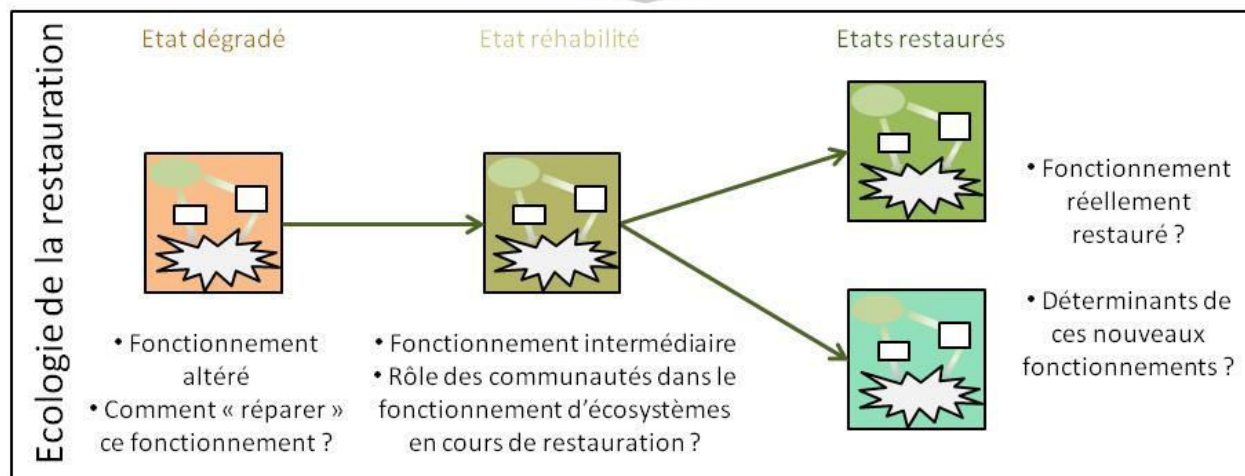 Ecologie de la restauration
Etat dégradé
Etat réhabilité
Etats restaurés
• Fonctionnement
altéré
• Comment « réparer »
ce fonctionnement ?
• Fonctionnement intermédiaire
• Rôle des communautés dans le
fonctionnement d’écosystèmes
en cours de restauration ?
• Fonctionnement
réellement
restauré ?
• Déterminants de
ces nouveaux
fonctionnements ?